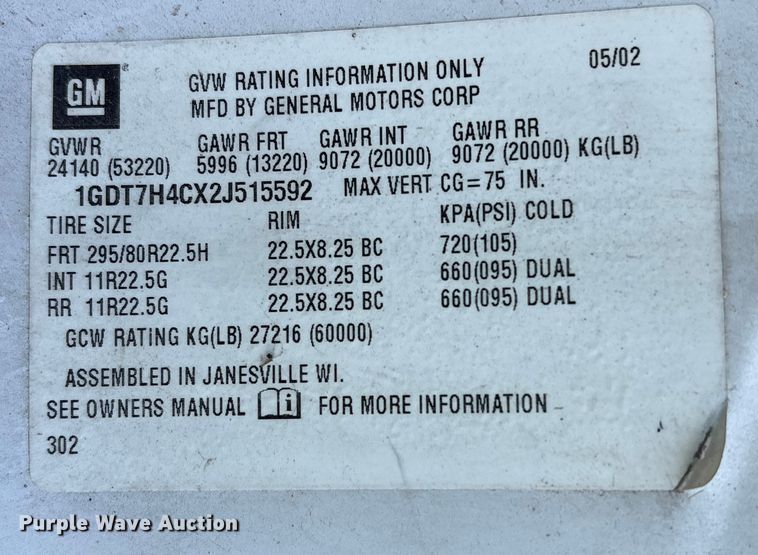 GM ® GVW RATING INFORMATION ONLY 05/02
MFD BY GENERAL MOTORS CORP
GVWR GAWR FRT GAWR INT GAWR RR
24140 (53220) 5996 (13220) 9072 (20000) 9072 (20000) KG(LB)
1GDT7H4CX2J515592 MAX VERT CG=75 IN.
TIRE SIZE RIM KPA(PSI) COLD
FRT 295/80R22.5H 22.5X8.25 BC 720(105)
INT 11R22.5G 22.5X8.25 BC 660(095) DUAL
RR 11R22.5G 22.5X8.25 BC 660(095) DUAL
GCW RATING KG(LB) 27216 (60000)
ASSEMBLED IN JANESVILLE WI.
SEE OWNERS MANUAL i FOR MORE INFORMATION
302
Purple Wave Auction